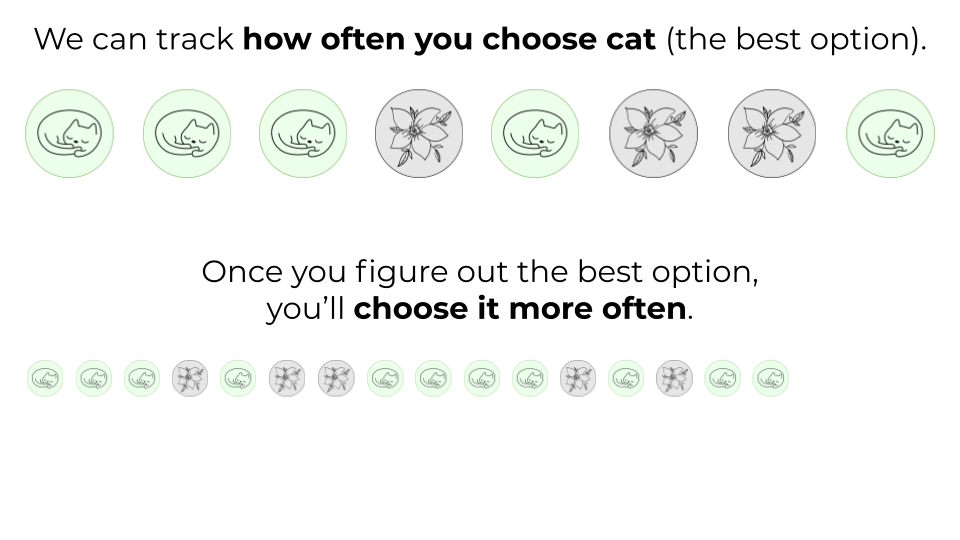 We can track how often you choose cat (the best option).
Once you figure out the best option,
you’ll choose it more often.